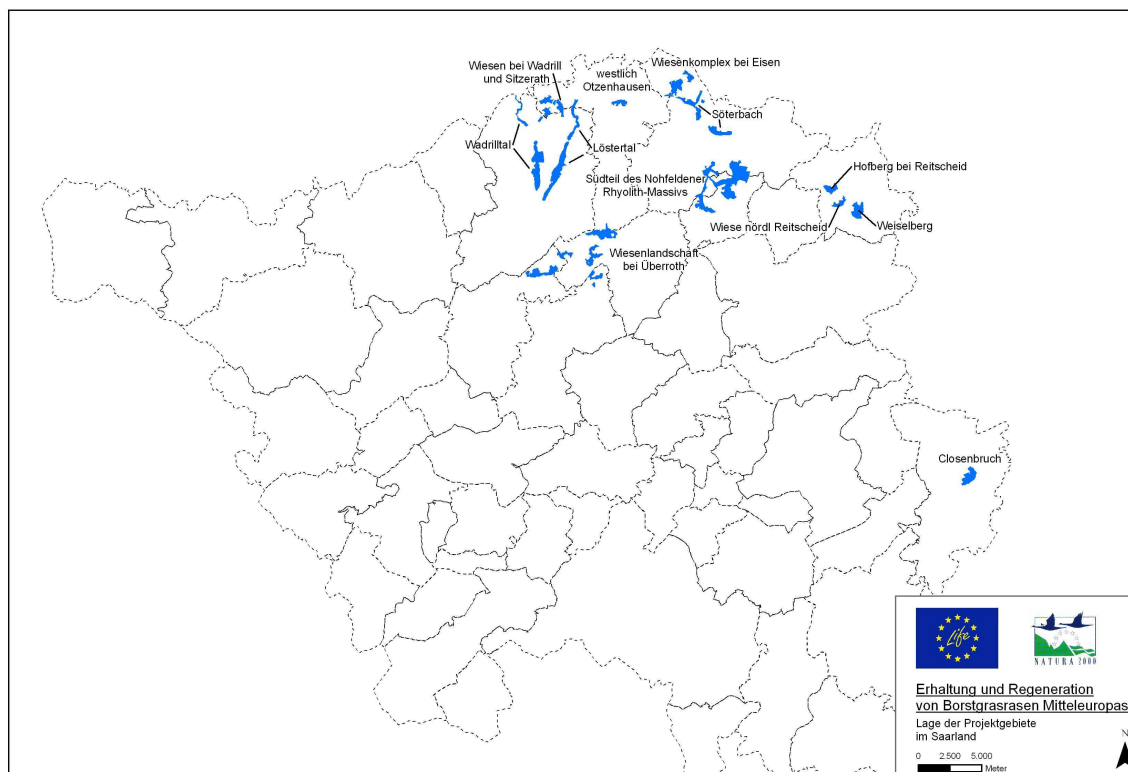 Wiesen bei Wadrill
und Sitzerath
westlich
Otzenhausen
Wiesenkomplex bei Eisen
Söterbach
Wadrilltal
Löstertal
Südteil des Nohfeldener
Rhyolith-Massivs
Hofberg bei Reitscheid
Wiese nördl Reitscheid
Weiselberg
Wiesenlandschaft
bei Überroth
Closenbruch
Life
NATURA 2000
Erhaltung und Regeneration
von Borstgrasrasen Mitteleuropas
Lage der Projektgebiete
im Saarland
N
0 2.500 5.000
Meter